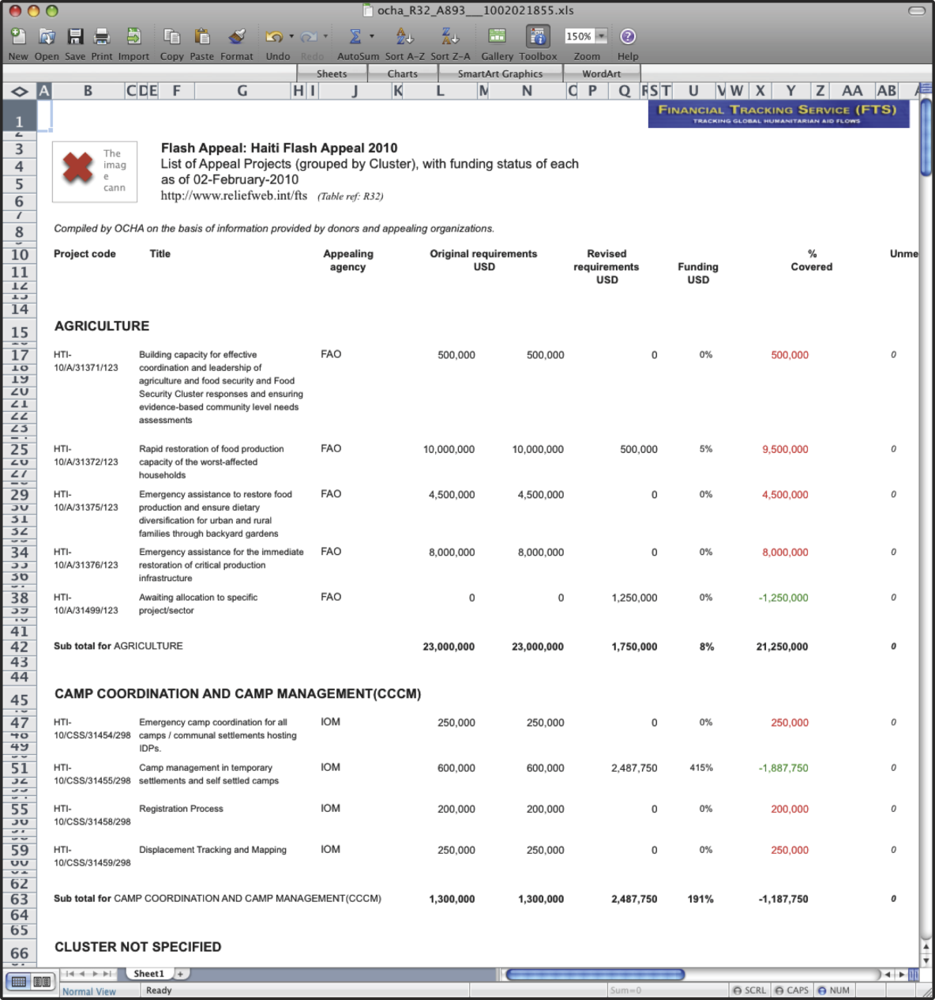 ocha_R32_A893___1002021855.xls
New Open Save Print Import Copy Paste Format Undo Redo AutoSum Sort A-Z Sort Z-A Gallery Toolbox Zoom Help
150%
Sheets Charts SmartArt Graphics WordArt
A B C D E F G H I J K L M N O P Q R S T U V W X Y Z AA AB
FINANCIAL TRACKING SERVICE (FTS)
TRACKING GLOBAL HUMANITARIAN AID FLOWS
The
imag
e
cann
Flash Appeal: Haiti Flash Appeal 2010
List of Appeal Projects (grouped by Cluster), with funding status of each
as of 02-February-2010
http://www.reliefweb.int/fts (Table ref: R32)
Compiled by OCHA on the basis of information provided by donors and appealing organizations.
Project code Title Appealing Original requirements Revised % Unme
agency USD requirements Funding Covered
USD USD
AGRICULTURE
HTI- Building capacity for effective FAO 500,000 500,000 0 0% 500,000 0
10/A/31371/123 coordination and leadership of
agriculture and food security and Food
Security Cluster responses and ensuring
evidence-based community level needs
assessments
HTI- Rapid restoration of food production FAO 10,000,000 10,000,000 500,000 5% 9,500,000 0
10/A/31372/123 capacity of the worst-affected
households
HTI- Emergency assistance to restore food FAO 4,500,000 4,500,000 0 0% 4,500,000 0
10/A/31375/123 production and ensure dietary
diversification for urban and rural
families through backyard gardens
HTI- Emergency assistance for the immediate FAO 8,000,000 8,000,000 0 0% 8,000,000 0
10/A/31376/123 restoration of critical production
infrastructure
HTI- Awaiting allocation to specific FAO 0 0 1,250,000 0% -1,250,000 0
10/A/31499/123 project/sector
Sub total for AGRICULTURE 23,000,000 23,000,000 1,750,000 8% 21,250,000 0
CAMP COORDINATION AND CAMP MANAGEMENT(CCCM)
HTI- Emergency camp coordination for all IOM 250,000 250,000 0 0% 250,000 0
10/CSS/31454/298 camps / communal settlements hosting
IDPs.
HTI- Camp management in temporary IOM 600,000 600,000 2,487,750 415% -1,887,750 0
10/CSS/31455/298 settlements and self settled camps
HTI- Registration Process IOM 200,000 200,000 0 0% 200,000 0
10/CSS/31458/298
HTI- Displacement Tracking and Mapping IOM 250,000 250,000 0 0% 250,000 0
10/CSS/31459/298
Sub total for CAMP COORDINATION AND CAMP MANAGEMENT(CCCM) 1,300,000 1,300,000 2,487,750 191% -1,187,750 0
CLUSTER NOT SPECIFIED
Sheet1
Normal View Ready Sum=0 SCRL CAPS NUM